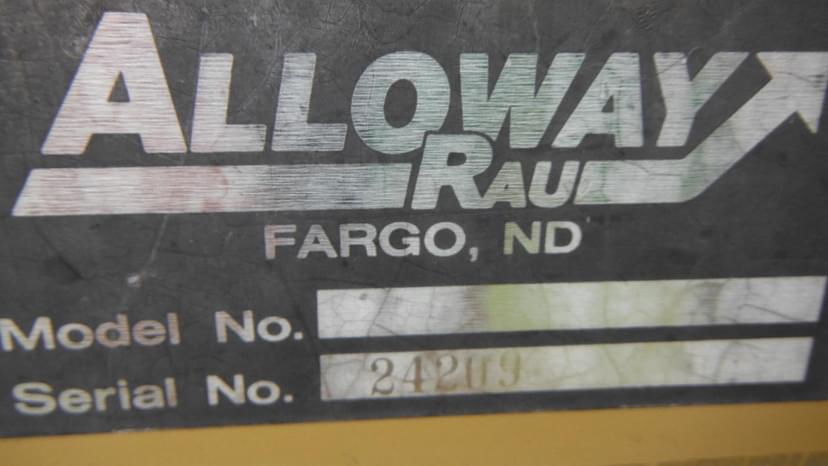 ALLOWAY
RAU
FARGO, ND
Model No.
Serial No. 24209